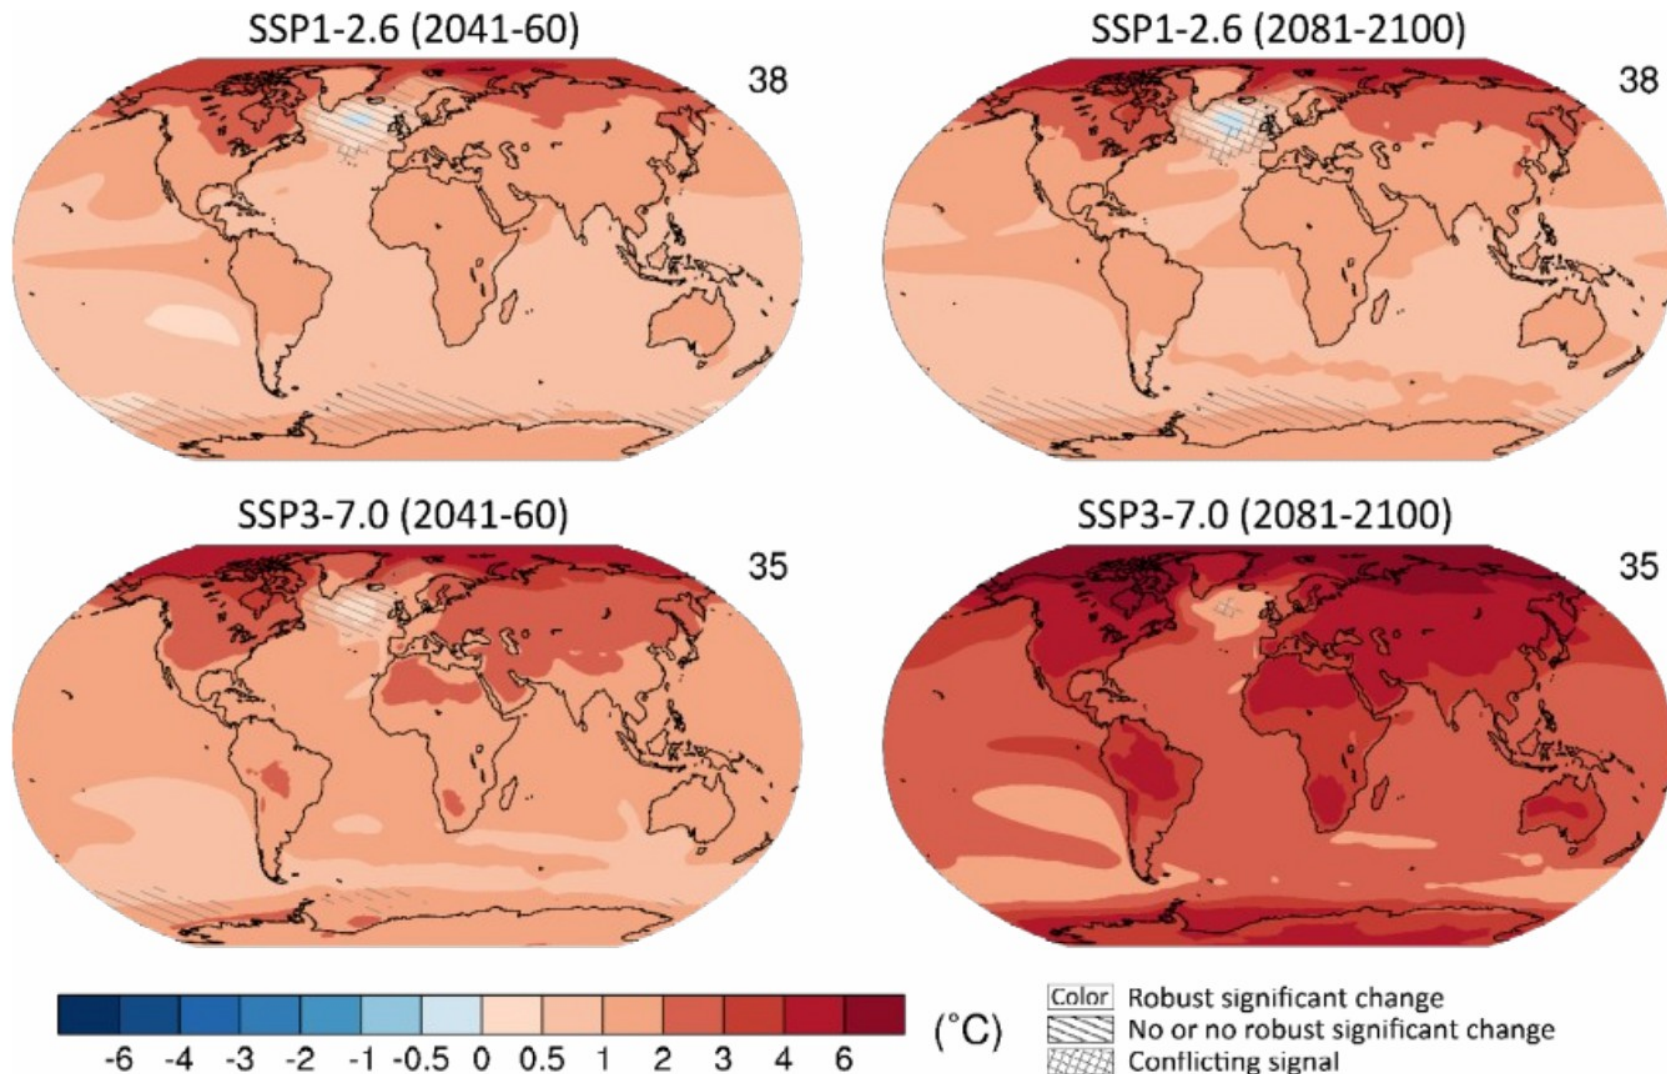 SSP1-2.6 (2041-60)
38
SSP1-2.6 (2081-2100)
38
SSP3-7.0 (2041-60)
35
SSP3-7.0 (2081-2100)
35
-6 -4 -3 -2 -1 -0.5 0 0.5 1 2 3 4 6
(°C)
Color Robust significant change
No or no robust significant change
Conflicting signal